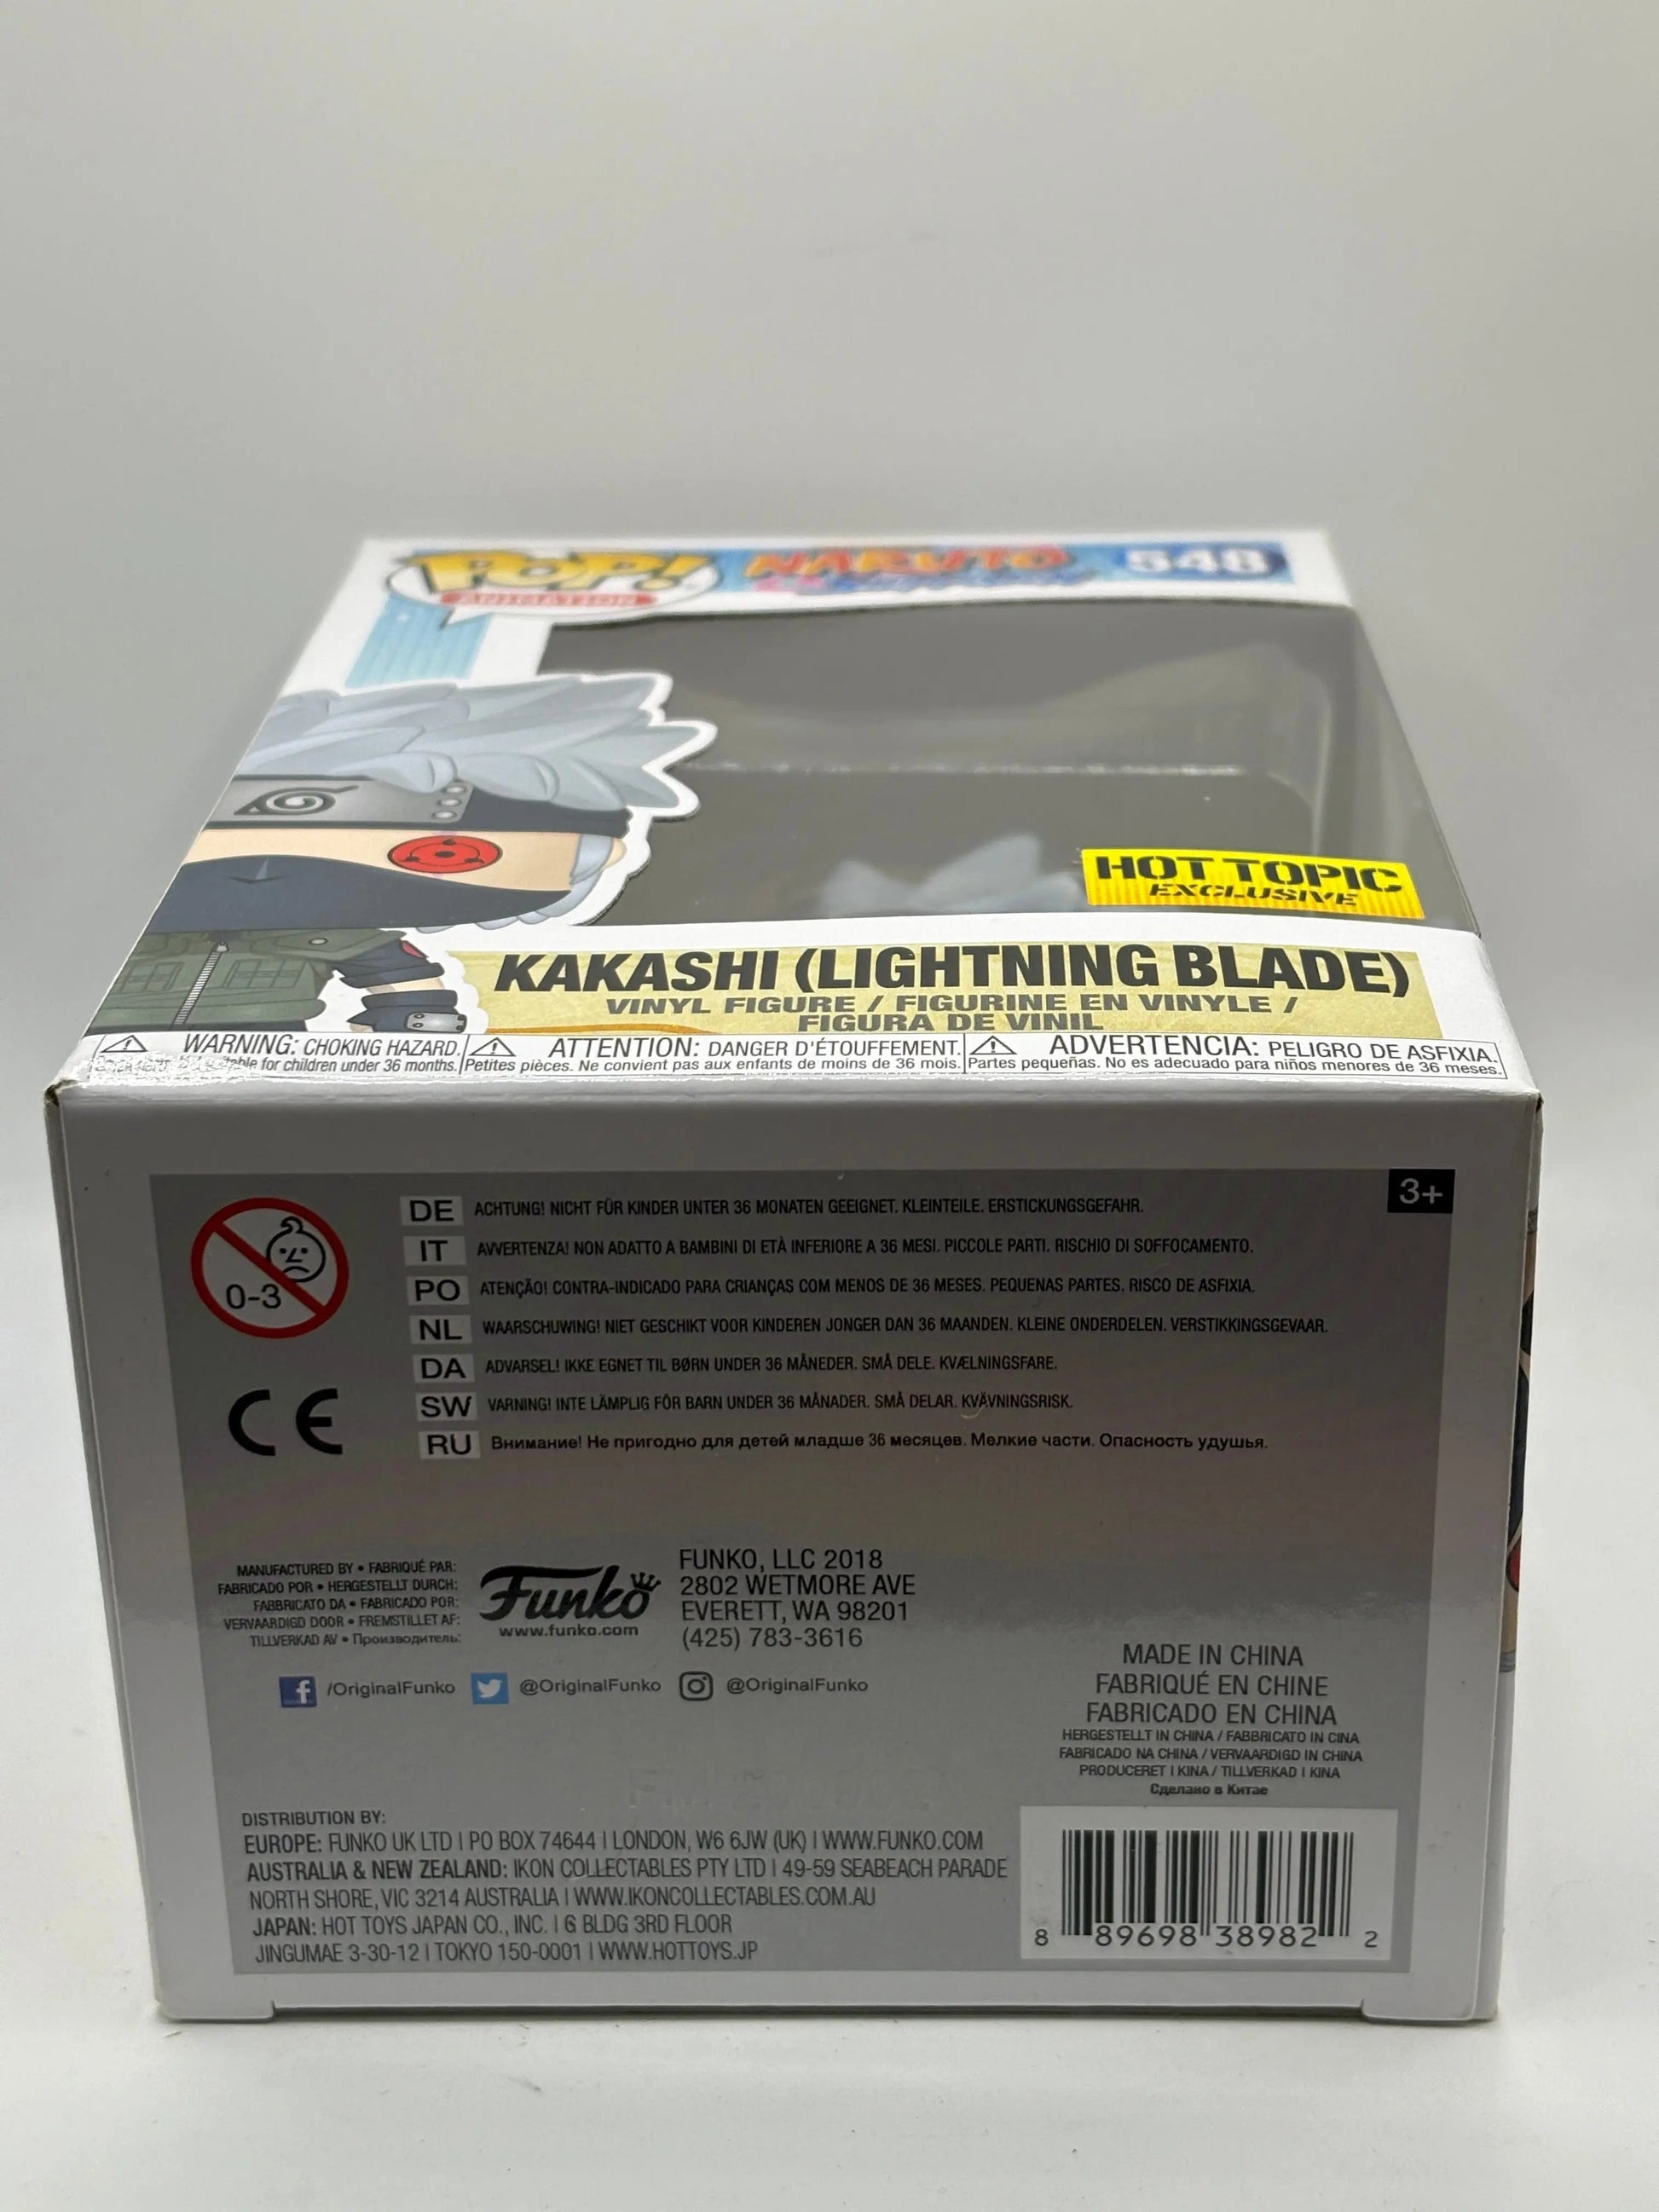 POP!
ANIMATION
NARUTO
548
HOT TOPIC
EXCLUSIVE
KAKASHI (LIGHTNING BLADE)
VINYL FIGURE / FIGURINE EN VINYLE /
FIGURA DE VINIL
WARNING: CHOKING HAZARD.
for children under 36 months.
ATTENTION: DANGER D'ÉTOUFFEMENT.
Petites pièces. Ne convient pas aux enfants de moins de 36 mois.
ADVERTENCIA: PELIGRO DE ASFIXIA.
Partes pequeñas. No es adecuado para niños menores de 36 meses.
3+
0-3
DE ACHTUNG! NICHT FÜR KINDER UNTER 36 MONATEN GEEIGNET. KLEINTEILE. ERSTICKUNGSGEFAHR.
IT AVVERTENZA! NON ADATTO A BAMBINI DI ETÀ INFERIORE A 36 MESI. PICCOLE PARTI. RISCHIO DI SOFFOCAMENTO.
PO ATENÇÃO! CONTRA-INDICADO PARA CRIANÇAS COM MENOS DE 36 MESES. PEQUENAS PARTES. RISCO DE ASFIXIA.
NL WAARSCHUWING! NIET GESCHIKT VOOR KINDEREN JONGER DAN 36 MAANDEN. KLEINE ONDERDELEN. VERSTIKKINGSGEVAAR.
DA ADVARSEL! IKKE EGNET TIL BØRN UNDER 36 MÅNEDER. SMÅ DELE. KVÆLNINGSFARE.
SW VARNING! INTE LÄMPLIG FÖR BARN UNDER 36 MÅNADER. SMÅ DELAR. KVÄVNINGSRISK.
RU Внимание! Не пригодно для детей младше 36 месяцев. Мелкие части. Опасность удушья.
CE
MANUFACTURED BY • FABRIQUÉ PAR:
FABRICADO POR • HERGESTELLT DURCH:
FABBRICATO DA • FABRICADO POR:
VERVAARDIGD DOOR • FREMSTILLET AF:
TILLVERKAD AV • Производитель:
Funko
www.funko.com
FUNKO, LLC 2018
2802 WETMORE AVE
EVERETT, WA 98201
(425) 783-3616
/OriginalFunko @OriginalFunko @OriginalFunko
MADE IN CHINA
FABRIQUÉ EN CHINE
FABRICADO EN CHINA
HERGESTELLT IN CHINA / FABBRICATO IN CINA
FABRICADO NA CHINA / VERVAARDIGD IN CHINA
PRODUCERET I KINA / TILLVERKAD I KINA
Сделано в Китае
DISTRIBUTION BY:
EUROPE: FUNKO UK LTD | PO BOX 74644 | LONDON, W6 6JW (UK) | WWW.FUNKO.COM
AUSTRALIA & NEW ZEALAND: IKON COLLECTABLES PTY LTD | 49-59 SEABEACH PARADE
NORTH SHORE, VIC 3214 AUSTRALIA | WWW.IKONCOLLECTABLES.COM.AU
JAPAN: HOT TOYS JAPAN CO., INC. | 6 BLDG 3RD FLOOR
JINGUMAE 3-30-12 | TOKYO 150-0001 | WWW.HOTTOYS.JP
8 89698 38982 2